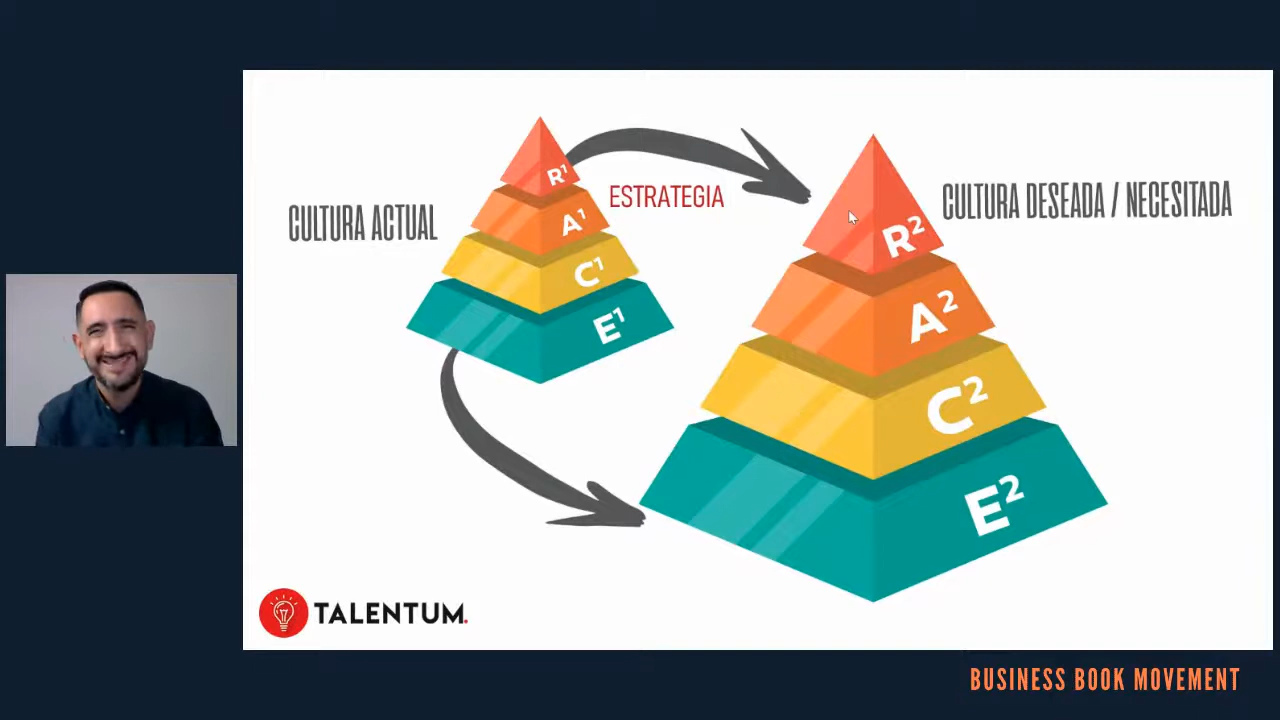 CULTURA ACTUAL
R¹
A¹
C¹
E¹
ESTRATEGIA
CULTURA DESEADA / NECESITADA
R²
A²
C²
E²
TALENTUM.
BUSINESS BOOK MOVEMENT